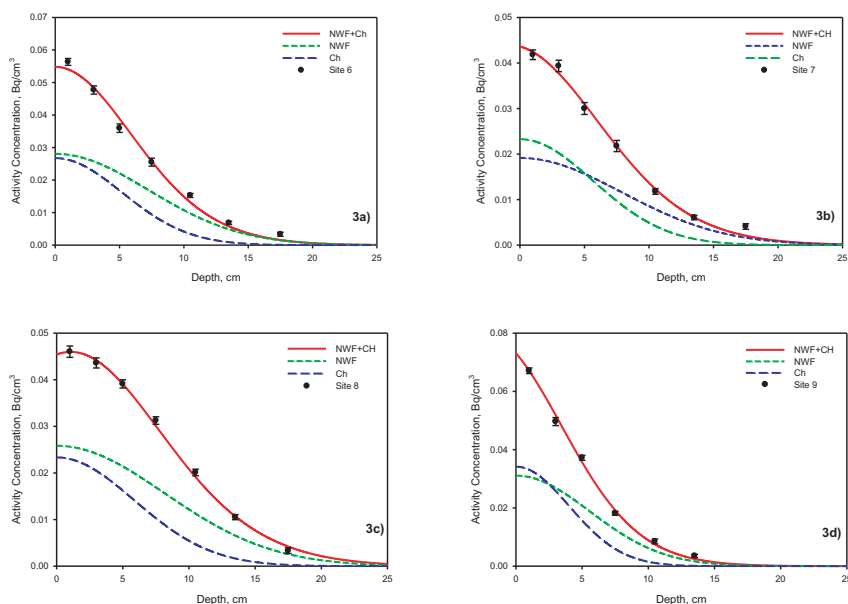 0.07
0.06
0.05
0.04
0.03
0.02
0.01
0.00
Activity Concentration, Bq/cm³
0 5 10 15 20 25
Depth, cm
NWF+Ch
NWF
Ch
Site 6
3a)
0.05
0.04
0.03
0.02
0.01
0.00
Activity Concentration, Bq/cm³
0 5 10 15 20 25
Depth, cm
NWF+CH
NWF
Ch
Site 7
3b)
0.05
0.04
0.03
0.02
0.01
0.00
Activity Concentration, Bq/cm³
0 5 10 15 20 25
Depth, cm
NWF+CH
NWF
Ch
Site 8
3c)
0.08
0.06
0.04
0.02
0.00
Activity Concentration, Bq/cm³
0 5 10 15 20 25
Depth, cm
NWF+CH
NWF
Ch
Site 9
3d)